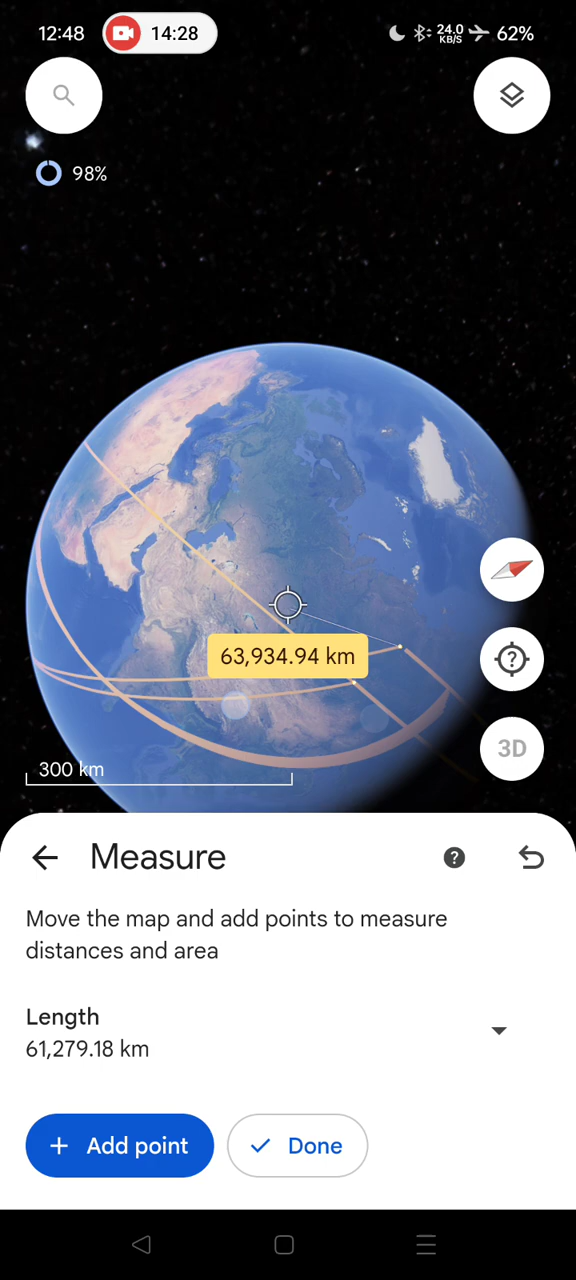 12:48
14:28
24.0
KB/S
62%
98%
63,934.94 km
3D
300 km
Measure
Move the map and add points to measure
distances and area
Length
61,279.18 km
+ Add point
Done